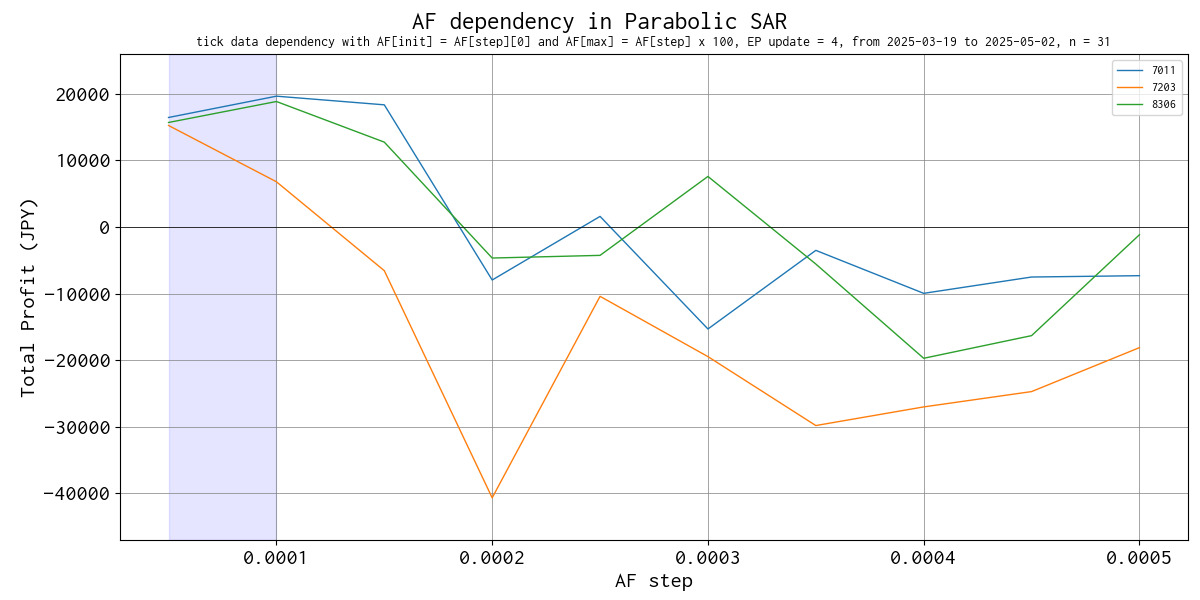 AF dependency in Parabolic SAR
tick data dependency with AF[init] = AF[step][0] and AF[max] = AF[step] x 100, EP update = 4, from 2025-03-19 to 2025-05-02, n = 31
7011
7203
8306
20000
10000
0
−10000
−20000
−30000
−40000
Total Profit (JPY)
0.0001 0.0002 0.0003 0.0004 0.0005
AF step